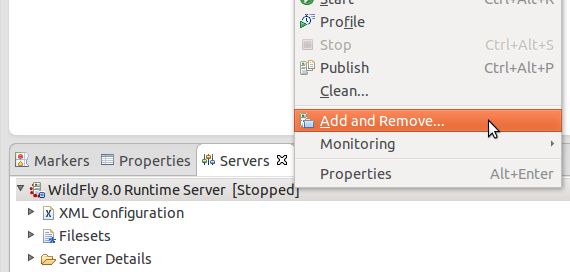 Start Ctrl+Alt+R
Profile
Stop Ctrl+Alt+S
Publish Ctrl+Alt+P
Clean...
Add and Remove...
Monitoring
Properties Alt+Enter
Markers Properties Servers
WildFly 8.0 Runtime Server [Stopped]
XML Configuration
Filesets
Server Details